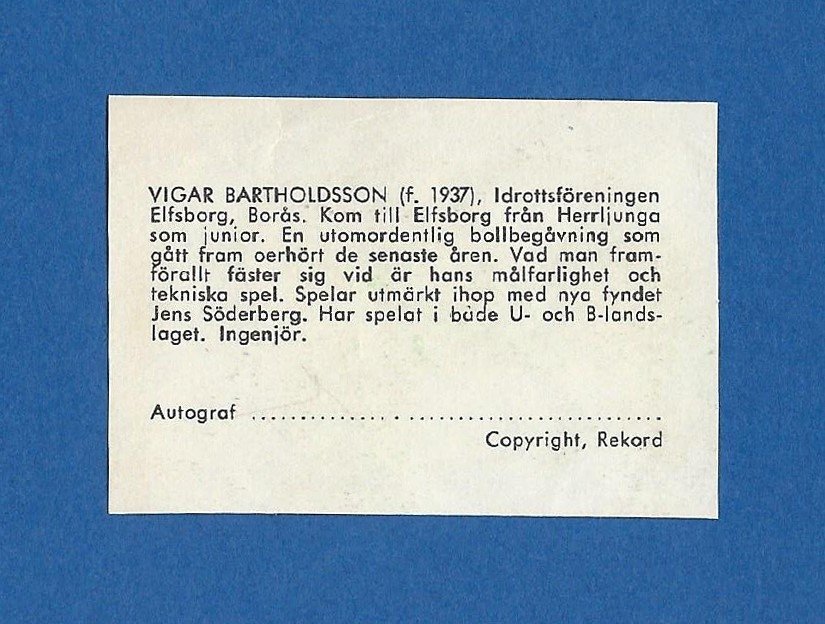 VIGAR BARTHOLDSSON (f. 1937), Idrottsföreningen
Elfsborg, Borås. Kom till Elfsborg från Herrljunga
som junior. En utomordentlig bollbegåvning som
gått fram oerhört de senaste åren. Vad man fram-
förallt fäster sig vid är hans målfarlighet och
tekniska spel. Spelar utmärkt ihop med nya fyndet
Jens Söderberg. Har spelat i både U- och B-lands-
laget. Ingenjör.
Autograf ........................................
Copyright, Rekord